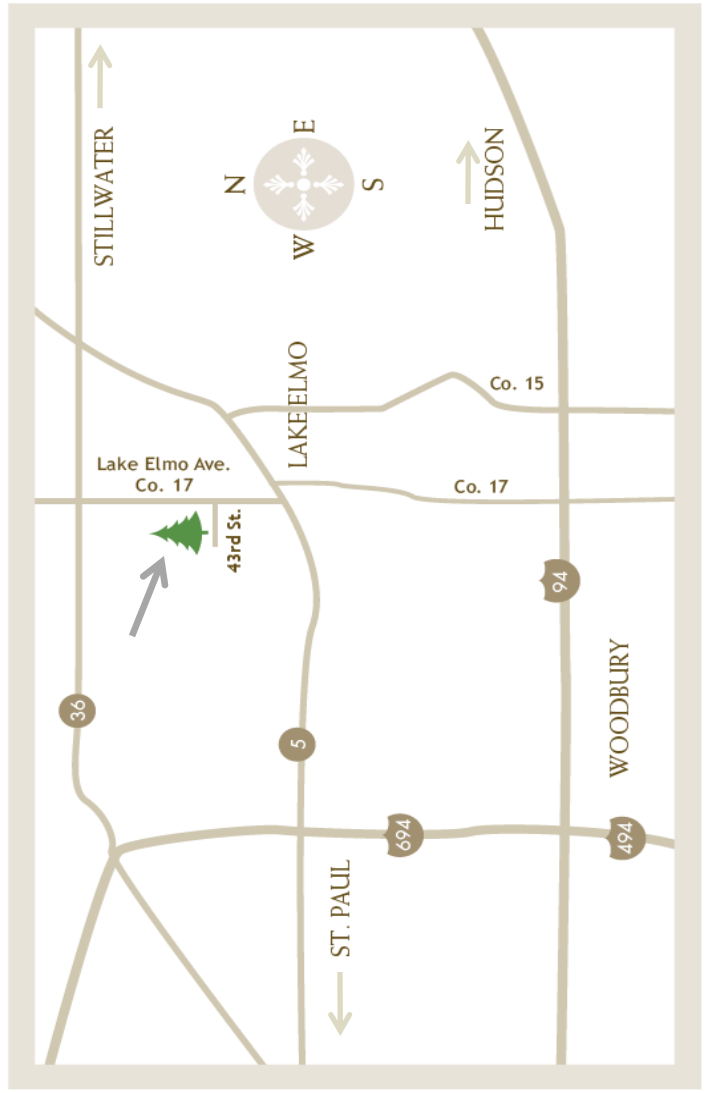 STILLWATER
E
N
S
W
HUDSON
LAKE ELMO
Co. 15
Lake Elmo Ave.
Co. 17
Co. 17
43rd St.
94
WOODBURY
36
5
694
494
ST. PAUL